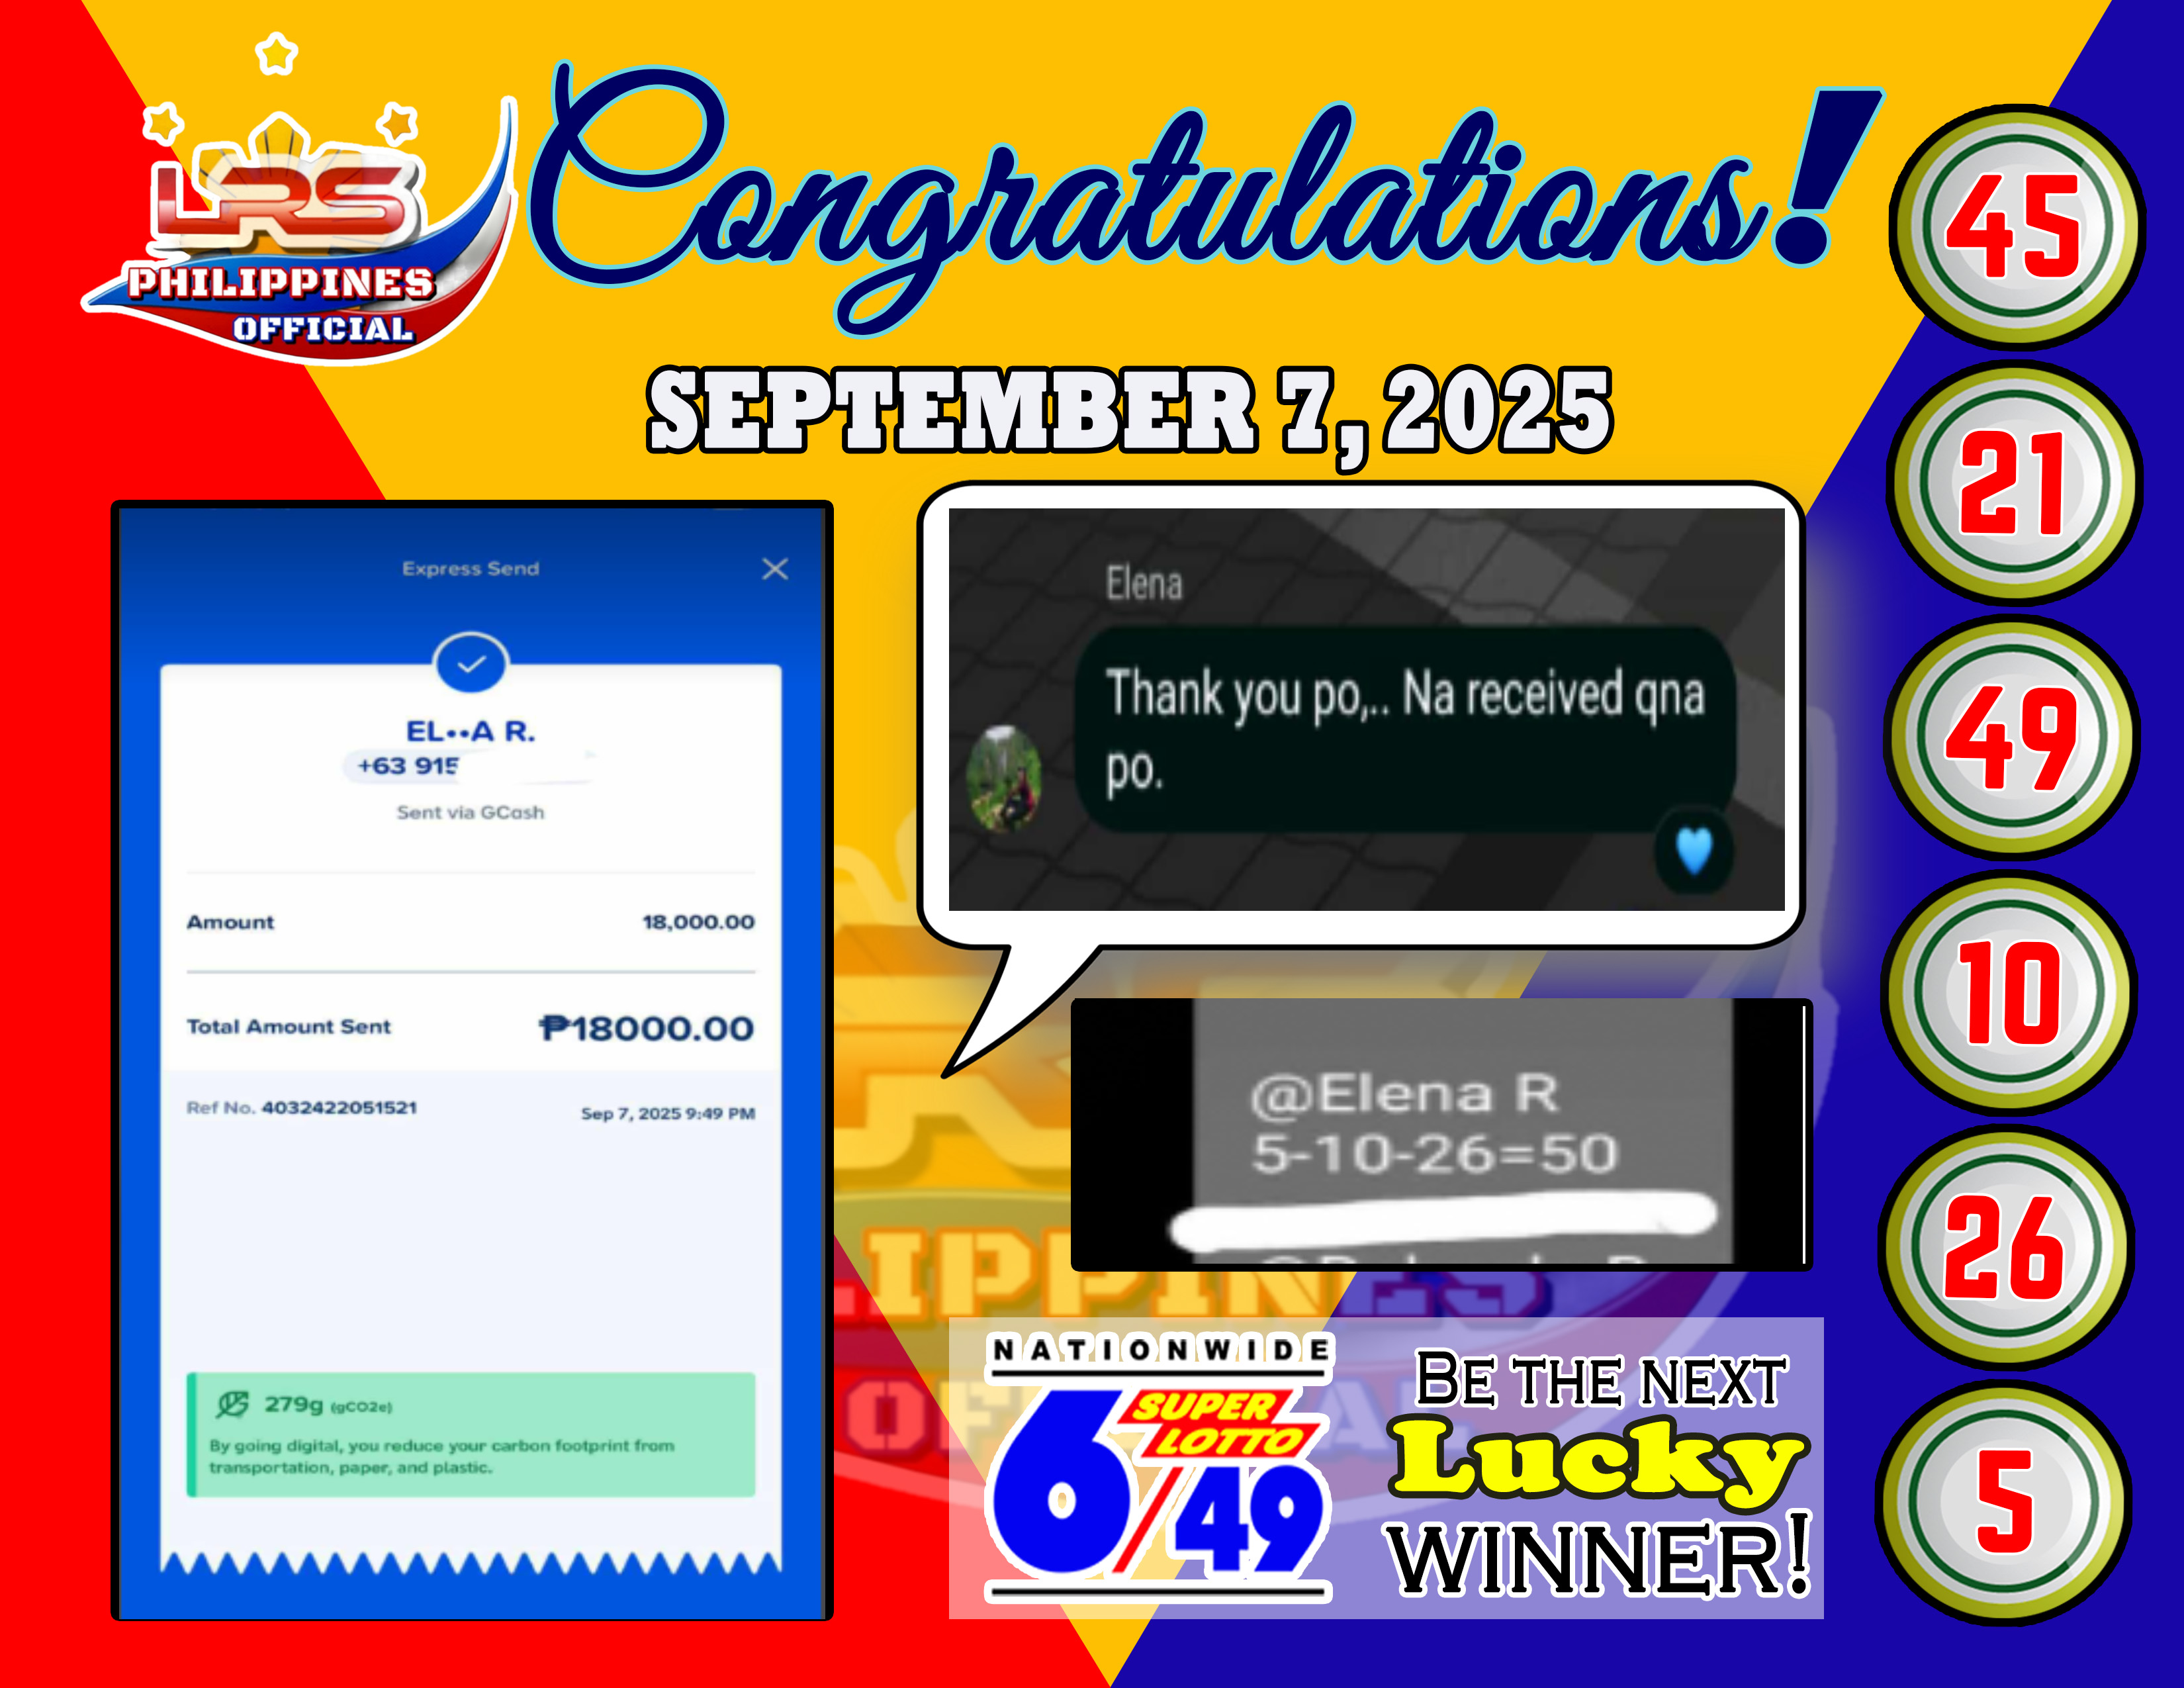 LRS
PHILIPPINES
OFFICIAL
Congratulations!
SEPTEMBER 7, 2025
Express Send
EL••A R.
+63 915
Sent via GCash
Amount 18,000.00
Total Amount Sent ₱18000.00
Ref No. 4032422051521 Sep 7, 2025 9:49 PM
279g (gCO2e)
By going digital, you reduce your carbon footprint from
transportation, paper, and plastic.
Elena
Thank you po,.. Na received qna
po.
@Elena R
5-10-26=50
NATIONWIDE
SUPER
LOTTO
6/49
BE THE NEXT
Lucky
WINNER!
45
21
49
10
26
5